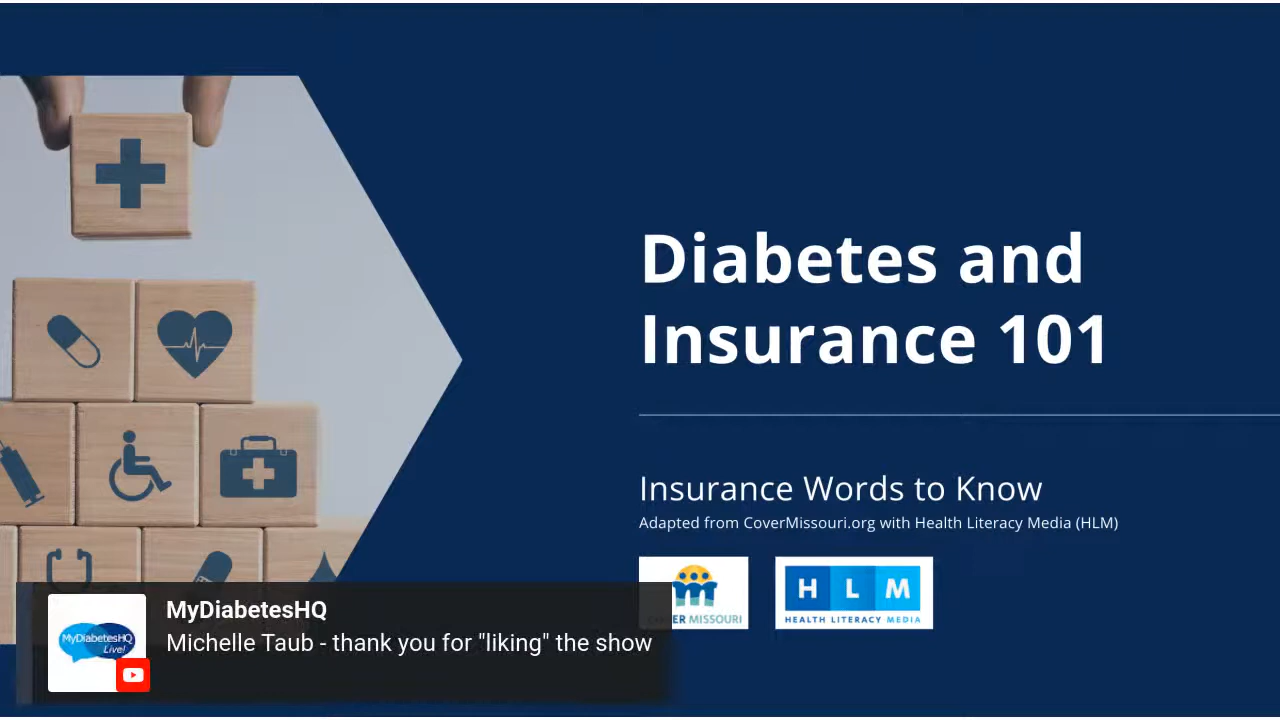 Diabetes and
Insurance 101
Insurance Words to Know
Adapted from CoverMissouri.org with Health Literacy Media (HLM)
MISSOURI
H L M
HEALTH LITERACY MEDIA
MyDiabetesHQ
Live!
MyDiabetesHQ
Michelle Taub - thank you for "liking" the show